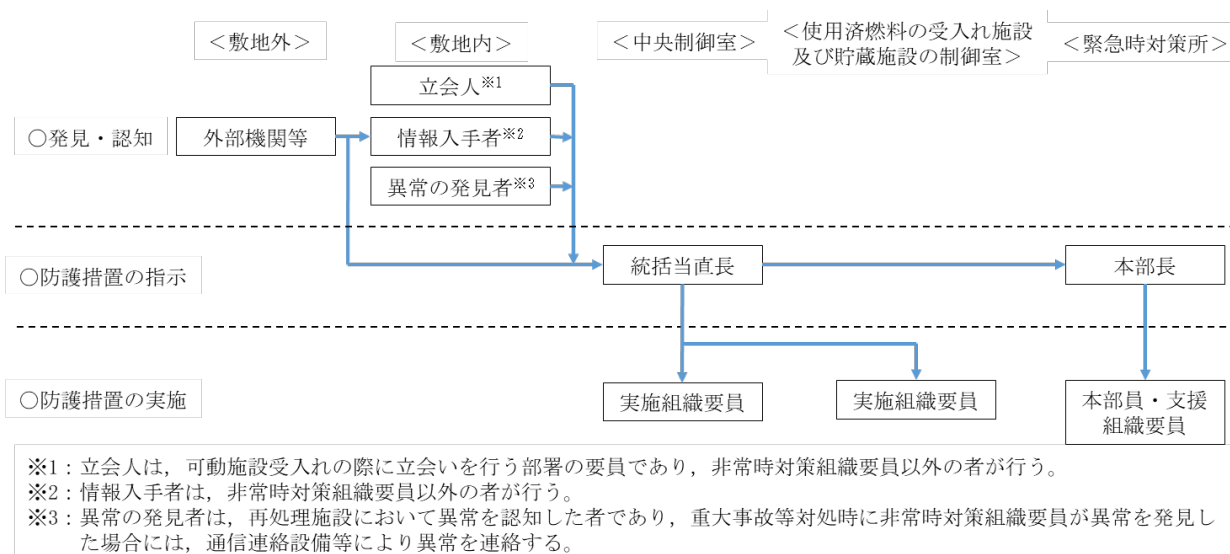 ＜敷地外＞
＜敷地内＞
＜中央制御室＞
＜使用済燃料の受入れ施設
及び貯蔵施設の制御室＞
＜緊急時対策所＞
立会人※1
○発見・認知
外部機関等
情報入手者※2
異常の発見者※3
○防護措置の指示
統括当直長
本部長
○防護措置の実施
実施組織要員
実施組織要員
本部員・支援
組織要員
※1：立会人は，可動施設受入れの際に立会いを行う部署の要員であり，非常時対策組織要員以外の者が行う。
※2：情報入手者は，非常時対策組織要員以外の者が行う。
※3：異常の発見者は，再処理施設において異常を認知した者であり，重大事故等対処時に非常時対策組織要員が異常を発見し
た場合には，通信連絡設備等により異常を連絡する。